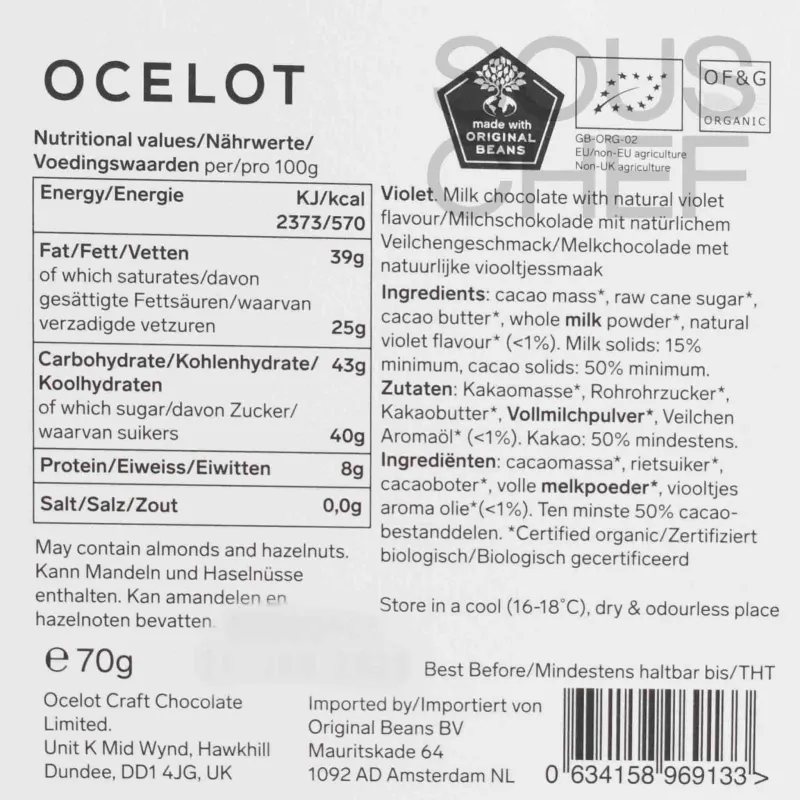 OCELOT
Nutritional values/Nährwerte/
Voedingswaarden per/pro 100g
Energy/Energie KJ/kcal
2373/570
Fat/Fett/Vetten 39g
of which saturates/davon
gesättigte Fettsäuren/waarvan
verzadigde vetzuren 25g
Carbohydrate/Kohlenhydrate/ 43g
Koolhydraten
of which sugar/davon Zucker/
waarvan suikers 40g
Protein/Eiweiss/Eiwitten 8g
Salt/Salz/Zout 0,0g
May contain almonds and hazelnuts.
Kann Mandeln und Haselnüsse
enthalten. Kan amandelen en
hazelnoten bevatten
℮ 70g
Ocelot Craft Chocolate
Limited.
Unit K Mid Wynd, Hawkhill
Dundee, DD1 4JG, UK
SOUS
CHEF
made with
ORIGINAL
BEANS
GB-ORG-02
EU/non-EU agriculture
Non-UK agriculture
OF&G
ORGANIC
Violet. Milk chocolate with natural violet
flavour/Milchschokolade mit natürlichem
Veilchengeschmack/Melkchocolade met
natuurlijke viooltjessmaak
Ingredients: cacao mass*, raw cane sugar*,
cacao butter*, whole milk powder*, natural
violet flavour* (<1%). Milk solids: 15%
minimum, cacao solids: 50% minimum.
Zutaten: Kakaomasse*, Rohrohrzucker*,
Kakaobutter*, Vollmilchpulver*, Veilchen
Aromaöl* (<1%). Kakao: 50% mindestens.
Ingrediënten: cacaomassa*, rietsuiker*,
cacaoboter*, volle melkpoeder*, viooltjes
aroma olie*(<1%). Ten minste 50% cacao-
bestanddelen. *Certified organic/Zertifiziert
biologisch/Biologisch gecertificeerd
Store in a cool (16-18°C), dry & odourless place
Best Before/Mindestens haltbar bis/THT
Imported by/Importiert von
Original Beans BV
Mauritskade 64
1092 AD Amsterdam NL
0 634158 969133 >